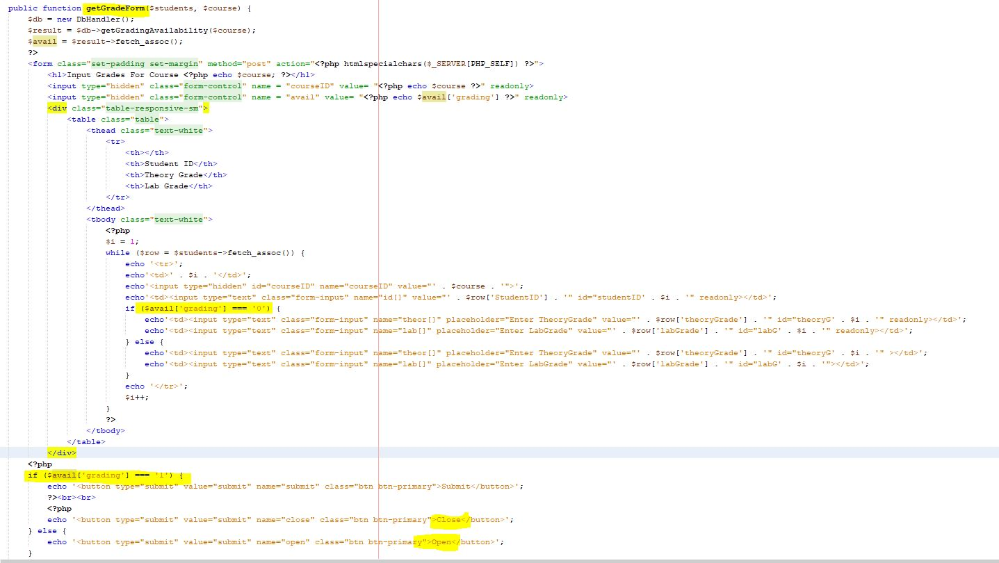 public function getGradeForm($students, $course) {
$db = new DbHandler();
$result = $db->getGradingAvailability($course);
$avail = $result->fetch_assoc();
?>
<form class="set-padding set-margin" method="post" action="<?php htmlspecialchars($_SERVER[PHP_SELF]) ?>">
<h1>Input Grades For Course <?php echo $course; ?></h1>
<input type="hidden" class="form-control" name = "courseID" value= "<?php echo $course ?>" readonly>
<input type="hidden" class="form-control" name = "avail" value= "<?php echo $avail['grading'] ?>" readonly>
<div class="table-responsive-sm">
<table class="table">
<thead class="text-white">
<tr>
<th></th>
<th>Student ID</th>
<th>Theory Grade</th>
<th>Lab Grade</th>
</tr>
</thead>
<tbody class="text-white">
<?php
$i = 1;
while ($row = $students->fetch_assoc()) {
echo '<tr>';
echo'<td>' . $i . '</td>';
echo'<input type="hidden" id="courseID" name="courseID" value="' . $course . '">';
echo'<td><input type="text" class="form-input" name="id[]" value="' . $row['StudentID'] . '" id="studentID' . $i . '" readonly></td>';
if ($avail['grading'] === '0') {
echo'<td><input type="text" class="form-input" name="theor[]" placeholder="Enter TheoryGrade" value="' . $row['theoryGrade'] . '" id="theoryG' . $i . '" readonly></td>';
echo'<td><input type="text" class="form-input" name="lab[]" placeholder="Enter LabGrade" value="' . $row['labGrade'] . '" id="labG' . $i . '" readonly></td>';
} else {
echo'<td><input type="text" class="form-input" name="theor[]" placeholder="Enter TheoryGrade" value="' . $row['theoryGrade'] . '" id="theoryG' . $i . '" ></td>';
echo'<td><input type="text" class="form-input" name="lab[]" placeholder="Enter LabGrade" value="' . $row['labGrade'] . '" id="labG' . $i . '"></td>';
}
echo '</tr>';
$i++;
}
?>
</tbody>
</table>
</div>
<?php
if ($avail['grading'] === '1') {
echo '<button type="submit" value="submit" name="submit" class="btn btn-primary">Submit</button>';
?><br><br>
<?php
echo '<button type="submit" value="submit" name="close" class="btn btn-primary">Close</button>';
} else {
echo '<button type="submit" value="submit" name="open" class="btn btn-primary">Open</button>';
}